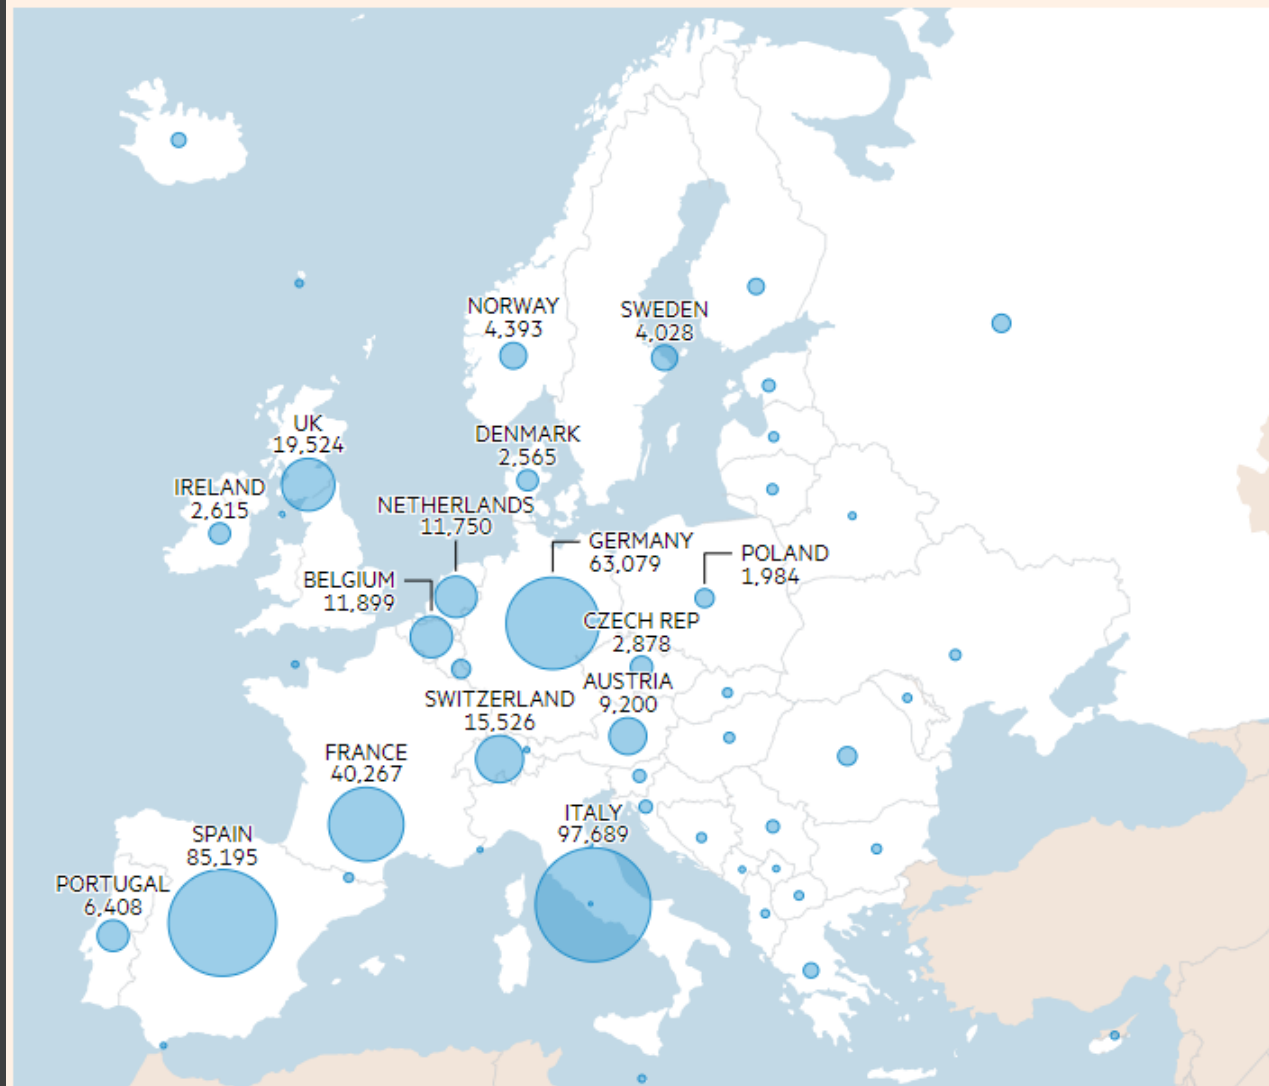 NORWAY
4,393
SWEDEN
4,028
UK
19,524
DENMARK
2,565
IRELAND
2,615
NETHERLANDS
11,750
GERMANY
63,079
POLAND
1,984
BELGIUM
11,899
CZECH REP
2,878
AUSTRIA
9,200
SWITZERLAND
15,526
FRANCE
40,267
ITALY
97,689
SPAIN
85,195
PORTUGAL
6,408